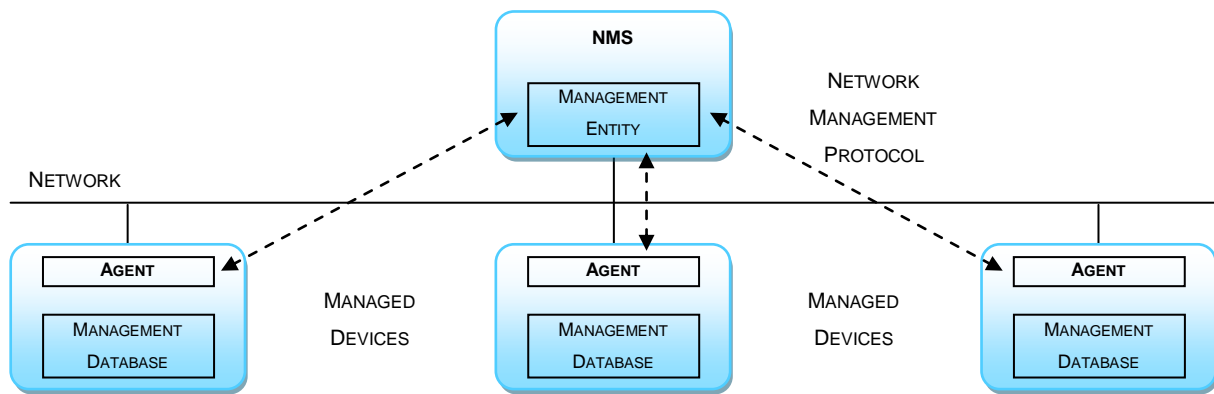 NMS
MANAGEMENT
ENTITY
NETWORK
MANAGEMENT
PROTOCOL
NETWORK
AGENT
MANAGEMENT
DATABASE
MANAGED
DEVICES
AGENT
MANAGEMENT
DATABASE
MANAGED
DEVICES
AGENT
MANAGEMENT
DATABASE